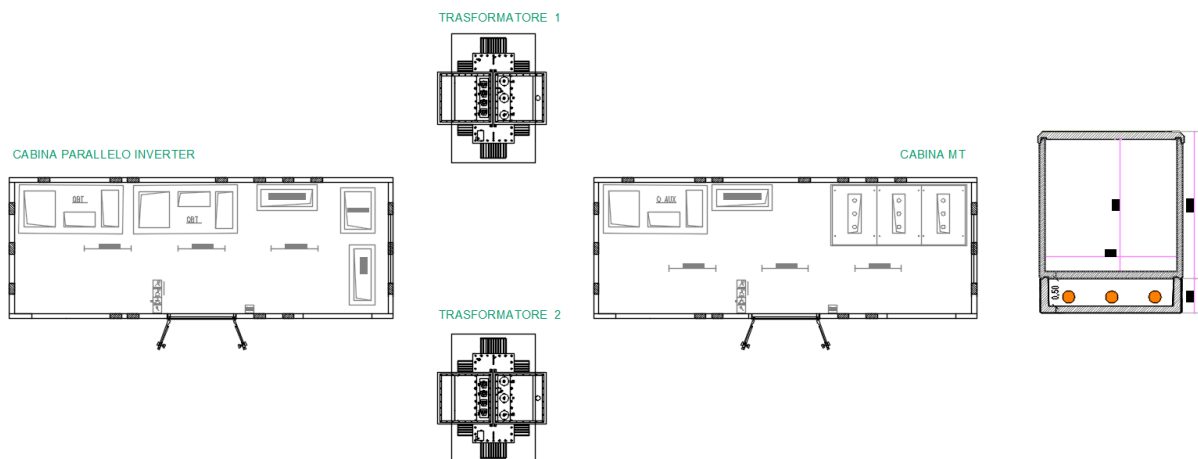 TRASFORMATORE 1
CABINA PARALLELO INVERTER
CABINA MT
QBT
QBT
Q AUX
0,50
TRASFORMATORE 2